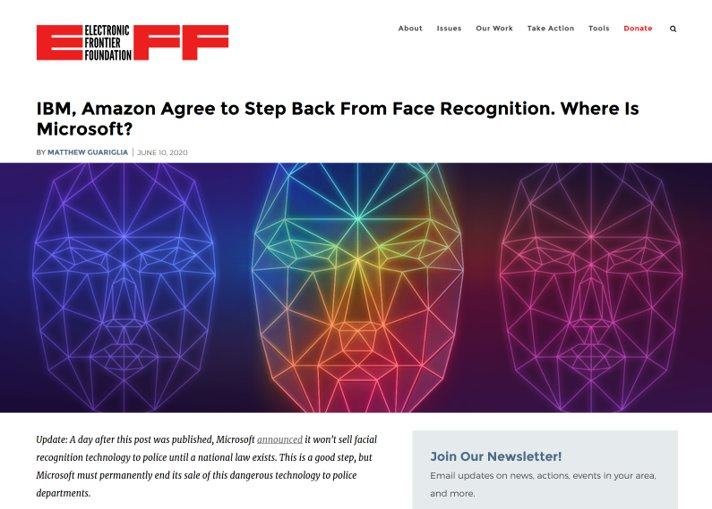 EFF
ELECTRONIC
FRONTIER
FOUNDATION
About Issues Our Work Take Action Tools Donate
IBM, Amazon Agree to Step Back From Face Recognition. Where Is
Microsoft?
BY MATTHEW GUARIGLIA | JUNE 10, 2020
Update: A day after this post was published, Microsoft announced it won't sell facial
recognition technology to police until a national law exists. This is a good step, but
Microsoft must permanently end its sale of this dangerous technology to police
departments.
Join Our Newsletter!
Email updates on news, actions, events in your area,
and more.